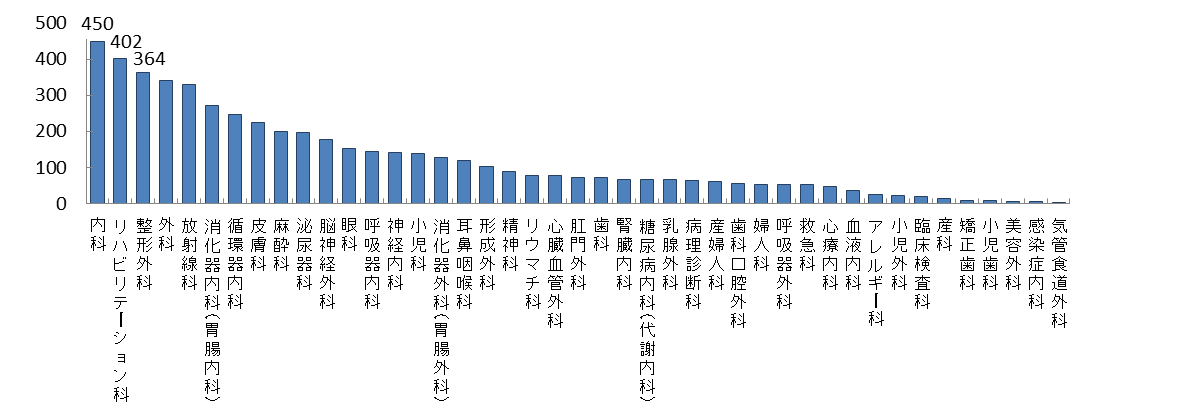 500
400
300
200
100
0
450
402
364
内科
リハビリテーション科
整形外科
外科
放射線科
消化器内科(胃腸内科)
循環器内科
皮膚科
麻酔科
泌尿器科
脳神経外科
眼科
呼吸器内科
神経内科
小児科
消化器外科(胃腸外科)
耳鼻咽喉科
形成外科
精神科
リウマチ科
心臓血管外科
肛門外科
歯科
腎臓内科
糖尿病内科(代謝内科)
乳腺外科
病理診断科
産婦人科
歯科口腔外科
婦人科
呼吸器外科
救急科
心療内科
血液内科
アレルギー科
小児外科
臨床検査科
産科
矯正歯科
小児歯科
美容外科
感染症内科
気管食道外科